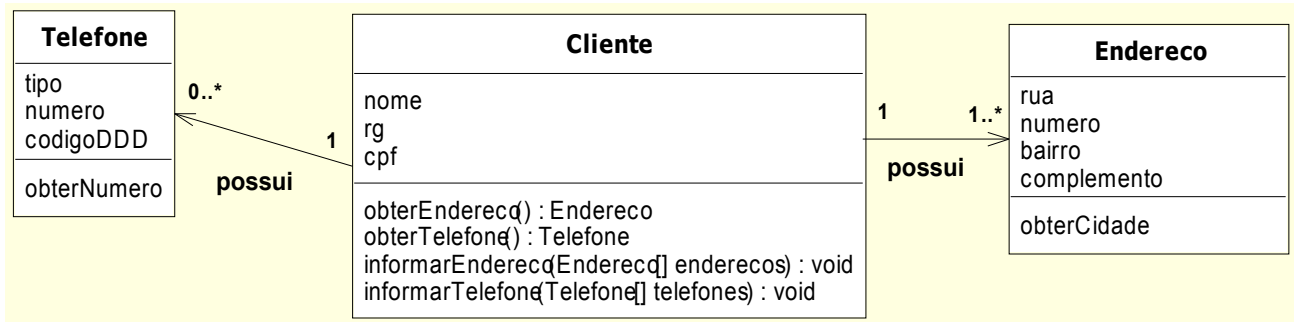 Telefone
tipo
numero
codigoDDD
obterNumero
0..*
1
possui
Cliente
nome
rg
cpf
obterEndereco() : Endereco
obterTelefone() : Telefone
informarEndereco(Endereco[] enderecos) : void
informarTelefone(Telefone[] telefones) : void
1
1..*
possui
Endereco
rua
numero
bairro
complemento
obterCidade